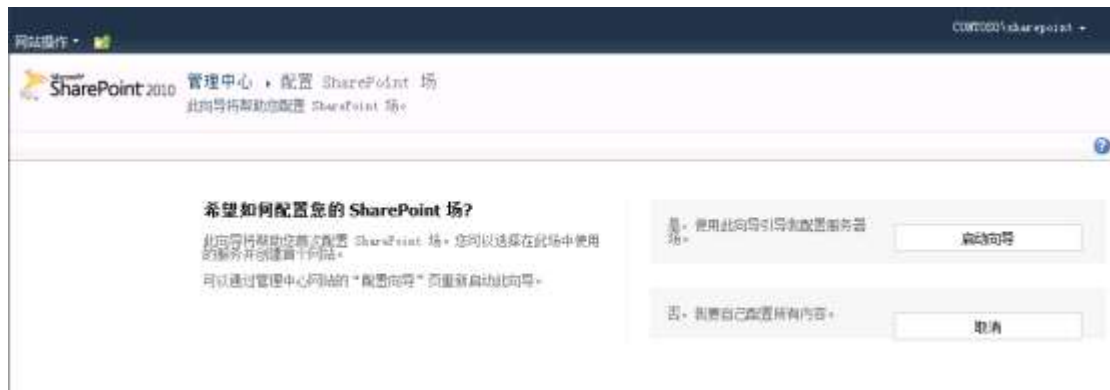 CONTOSO\sharepoint
网站操作
Microsoft
SharePoint 2010
管理中心 ▸ 配置 SharePoint 场
此向导将帮助您配置 SharePoint 场。
希望如何配置您的 SharePoint 场?
此向导将帮助您首次配置 SharePoint 场。您可以选择在此场中使用
的服务并创建首个网站。
可以通过管理中心网站的“配置向导”页重新启动此向导。
是，使用此向导引导我配置服务器
场。
启动向导
否，我要自己配置所有内容。
取消